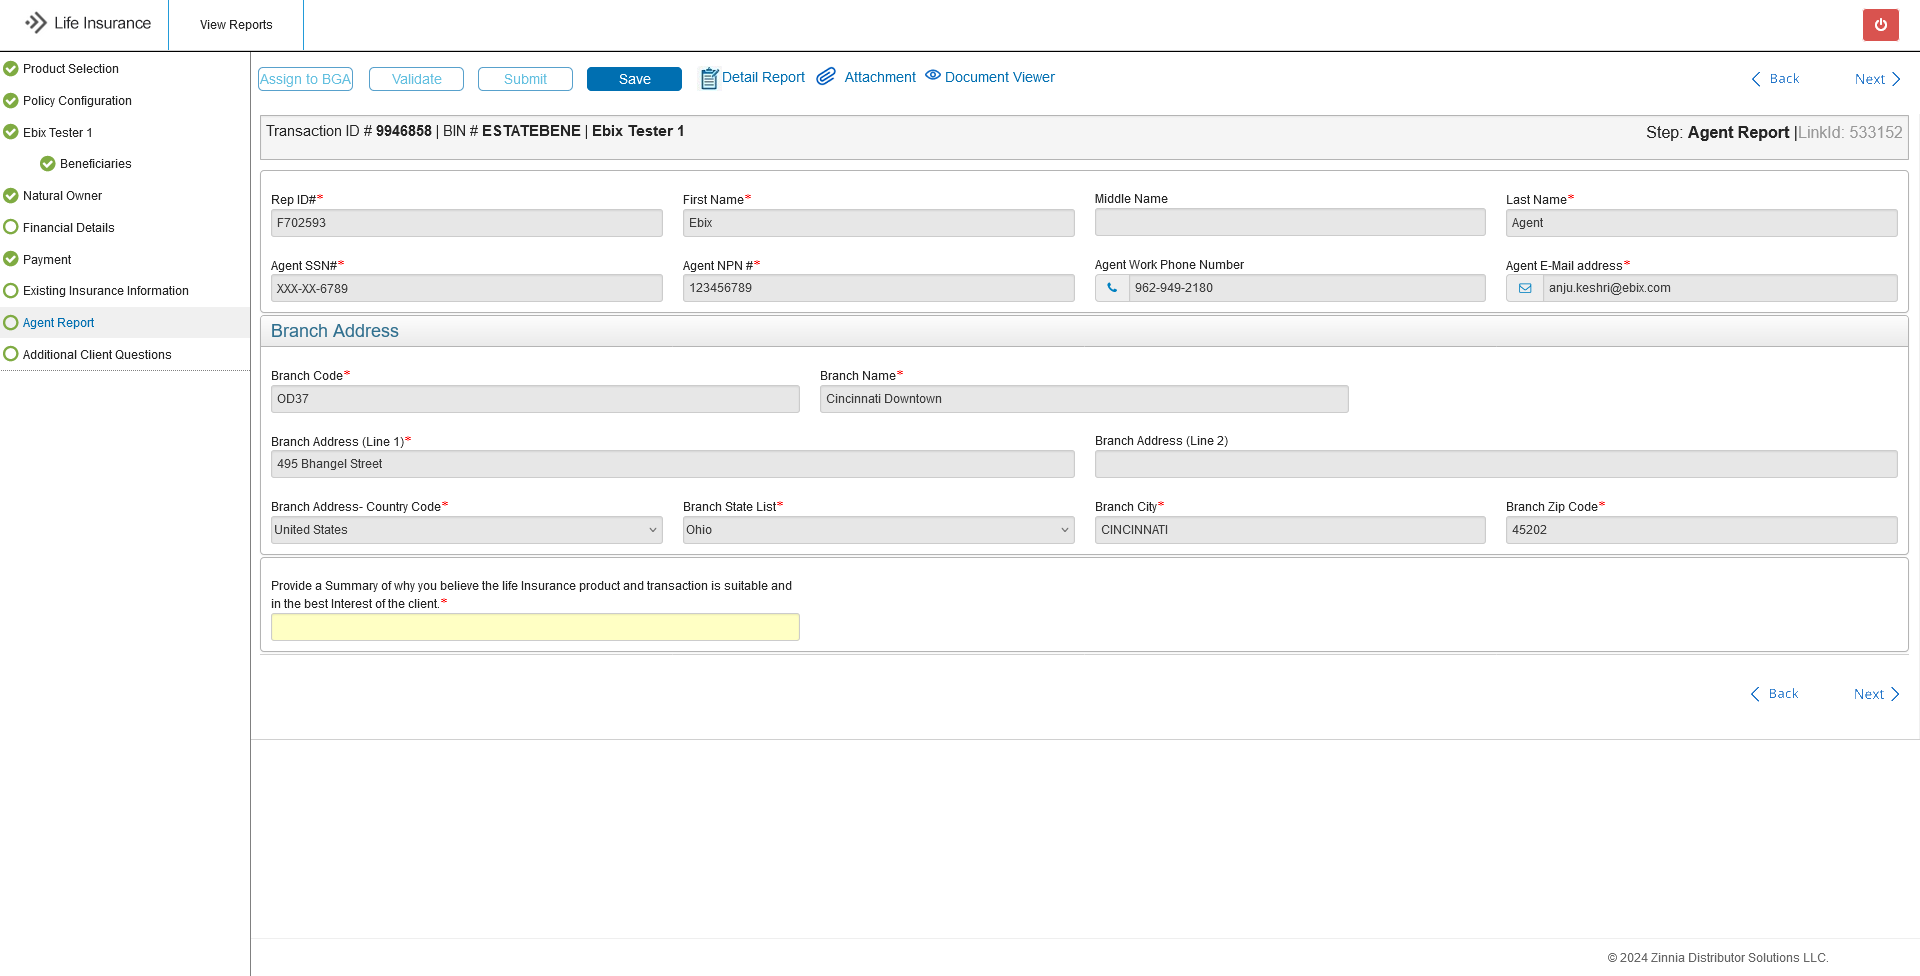 Life Insurance
View Reports
Product Selection
Policy Configuration
Ebix Tester 1
Beneficiaries
Natural Owner
Financial Details
Payment
Existing Insurance Information
Agent Report
Additional Client Questions
Assign to BGA Validate Submit Save Detail Report Attachment Document Viewer Back Next
Transaction ID # 9946858 | BIN # ESTATEBENE | Ebix Tester 1
Step: Agent Report |LinkId: 533152
Rep ID#* First Name* Middle Name Last Name*
F702593 Ebix Agent
Agent SSN#* Agent NPN #* Agent Work Phone Number Agent E-Mail address*
XXX-XX-6789 123456789 962-949-2180 anju.keshri@ebix.com
Branch Address
Branch Code* Branch Name*
OD37 Cincinnati Downtown
Branch Address (Line 1)* Branch Address (Line 2)
495 Bhangel Street
Branch Address- Country Code* Branch State List* Branch City* Branch Zip Code*
United States Ohio CINCINNATI 45202
Provide a Summary of why you believe the life Insurance product and transaction is suitable and
in the best Interest of the client.*
Back Next
© 2024 Zinnia Distributor Solutions LLC.